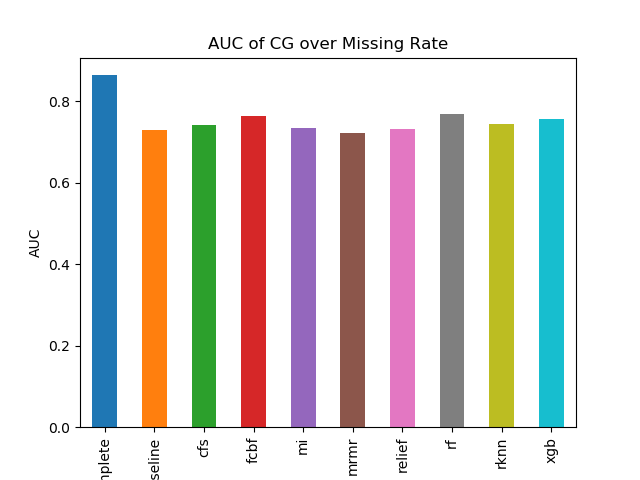 AUC of CG over Missing Rate
AUC
0.8
0.6
0.4
0.2
0.0
mplete
seline
cfs
fcbf
mi
mrmr
relief
rf
rknn
xgb